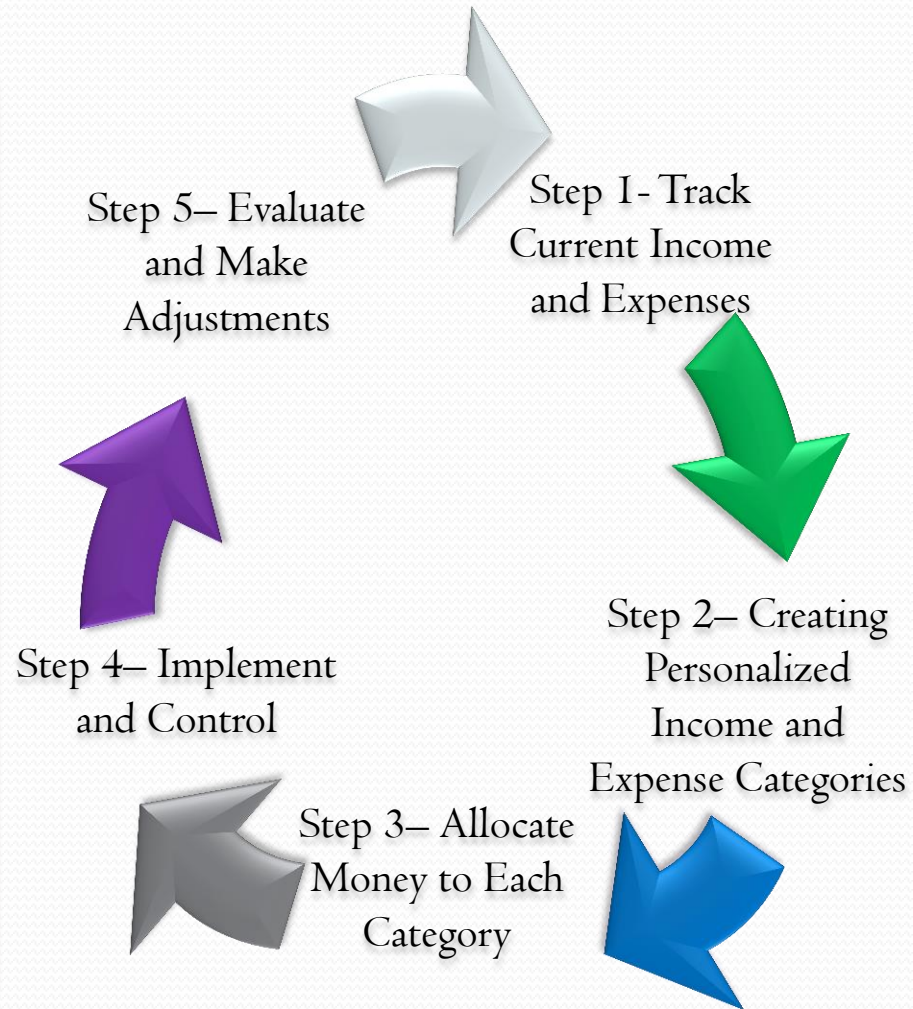 Step 1- Track
Current Income
and Expenses
Step 2– Creating
Personalized
Income and
Expense Categories
Step 3– Allocate
Money to Each
Category
Step 4– Implement
and Control
Step 5– Evaluate
and Make
Adjustments